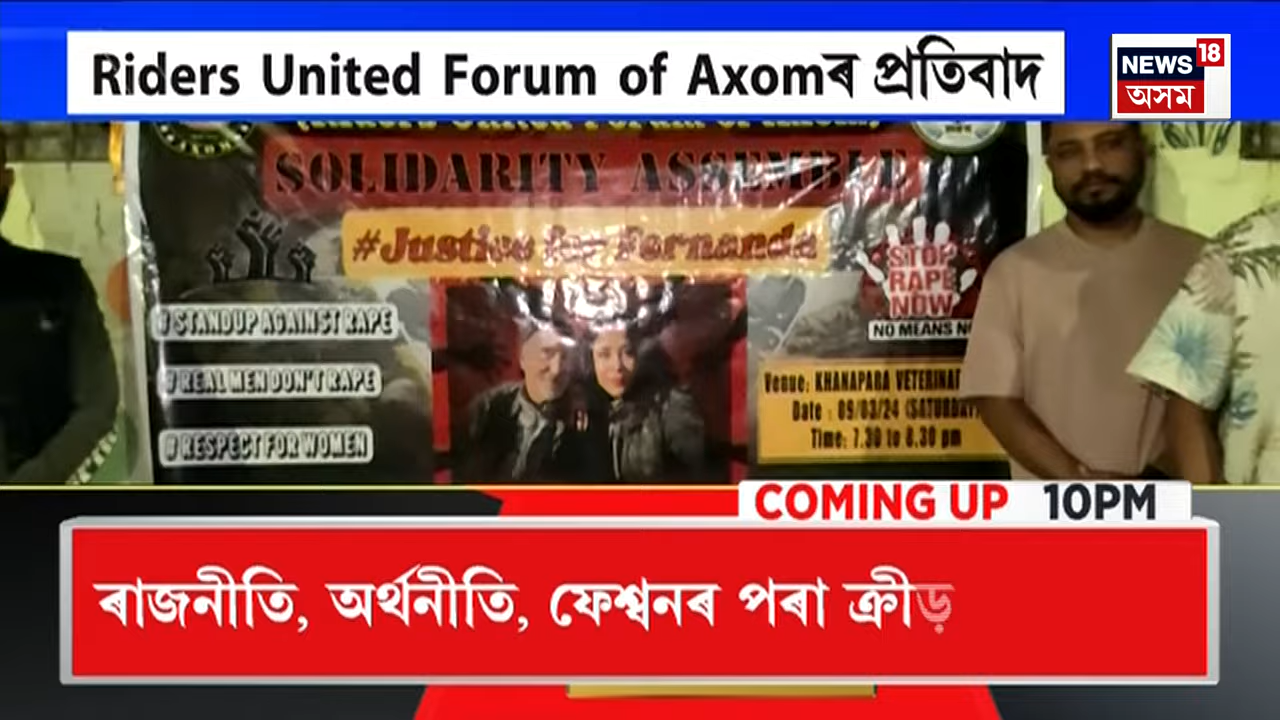 Riders United Forum of Axomৰ প্ৰতিবাদ
NEWS 18
অসম
SOLIDARITY ASSEMBLE
#Justice for Fernanda
STOP
RAPE
NOW
NO MEANS
# STANDUP AGAINST RAPE
# REAL MEN DON'T RAPE
# RESPECT FOR WOMEN
Venue: KHANAPARA
Date : 09/03/24 (SATURDAY)
Time: 7.30 to 8.30 pm
COMING UP 10PM
ৰাজনীতি, অৰ্থনীতি, ফেশ্বনৰ পৰা